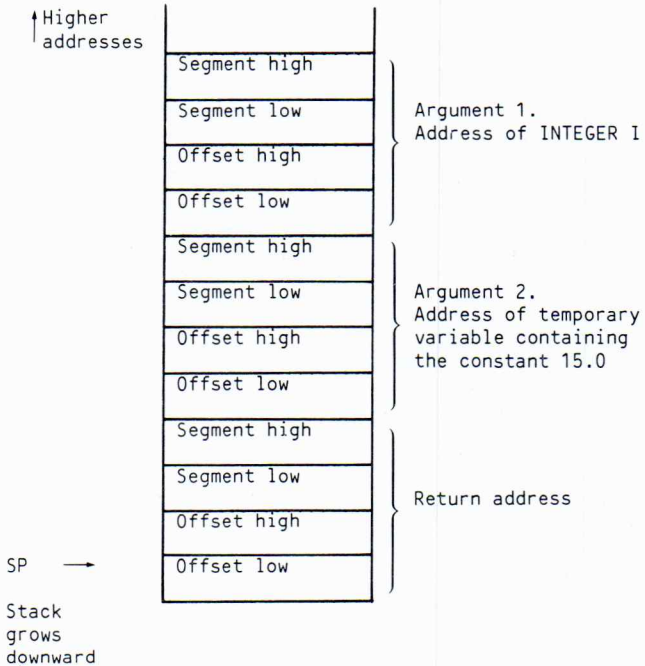 Higher
addresses
Segment high
Segment low
Offset high
Offset low
Argument 1.
Address of INTEGER I
Segment high
Segment low
Offset high
Offset low
Argument 2.
Address of temporary
variable containing
the constant 15.0
Segment high
Segment low
Offset high
Offset low
Return address
SP
Stack
grows
downward